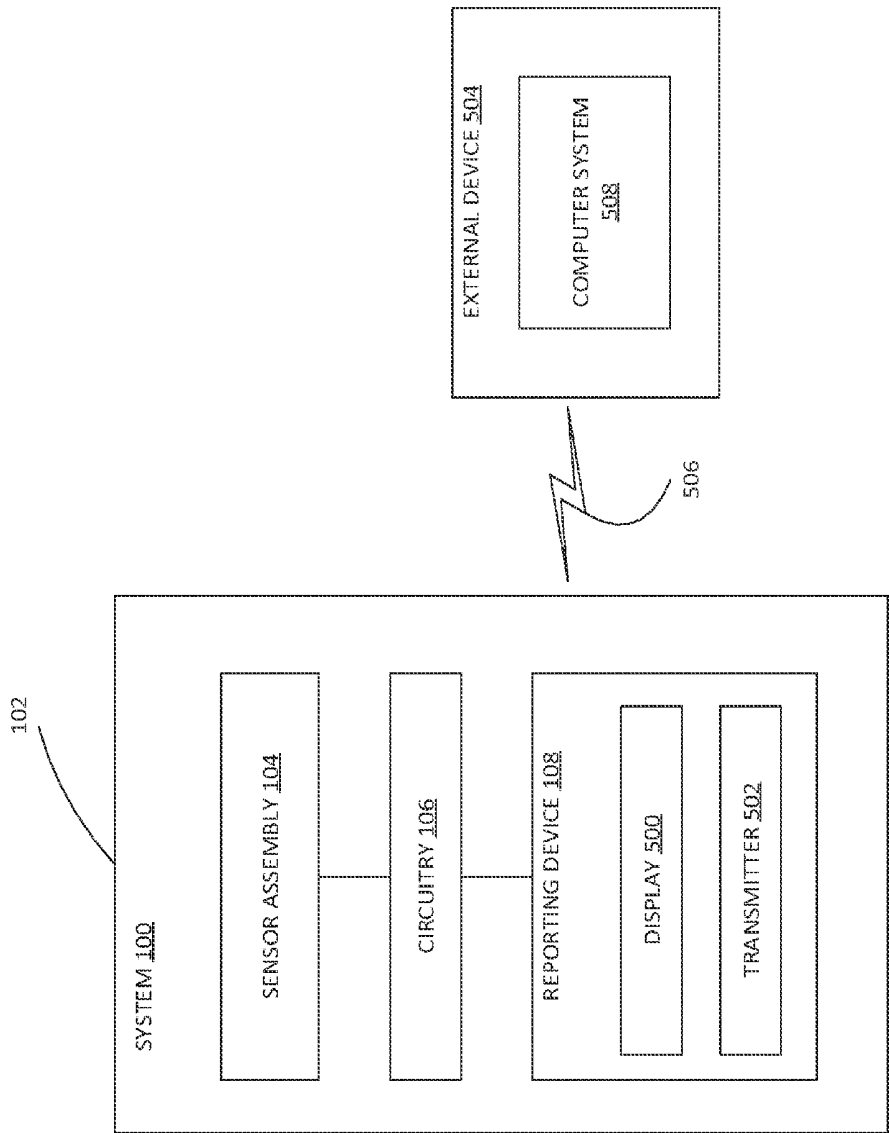 102
SYSTEM 100
SENSOR ASSEMBLY 104
CIRCUITRY 106
REPORTING DEVICE 108
DISPLAY 500
TRANSMITTER 502
506
EXTERNAL DEVICE 504
COMPUTER SYSTEM
508